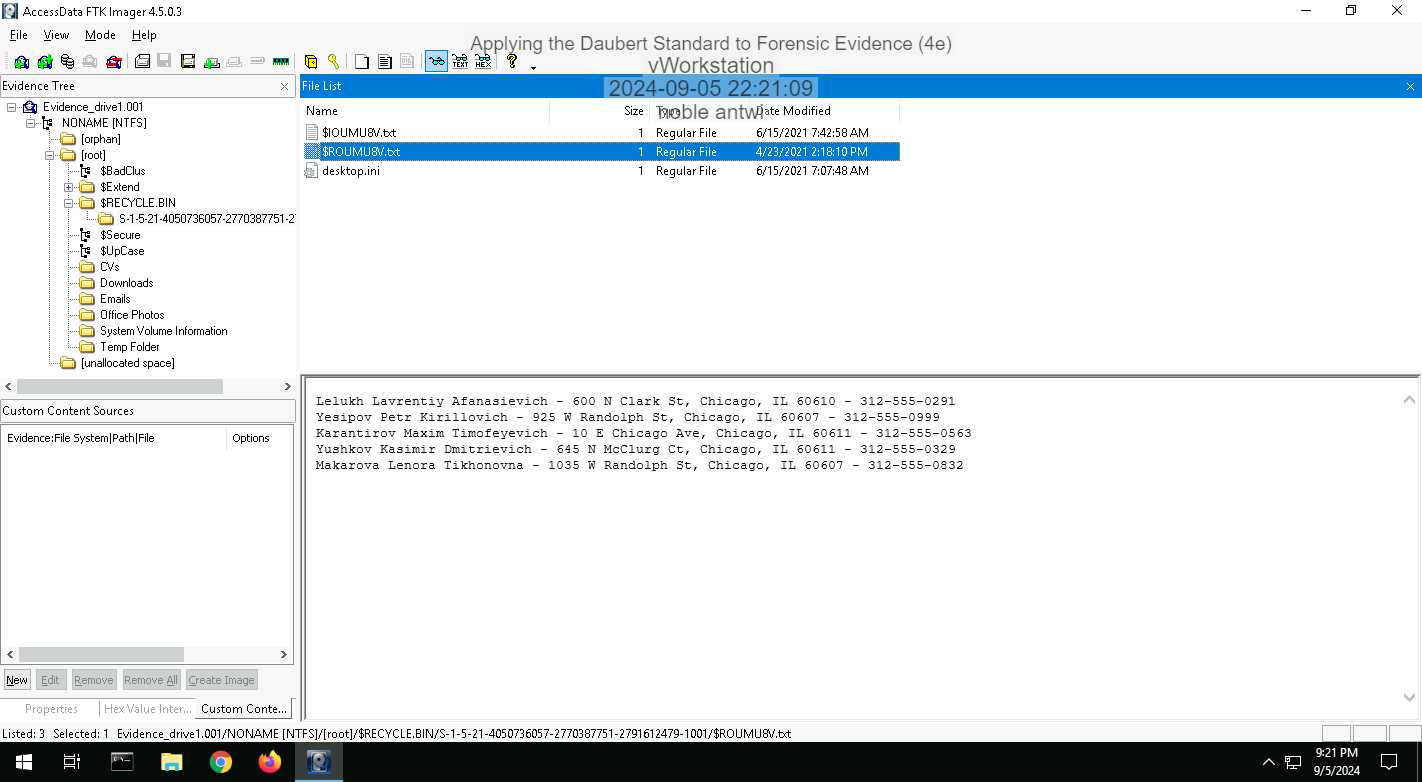 AccessData FTK Imager 4.5.0.3
File View Mode Help
Applying the Daubert Standard to Forensic Evidence (4e)
vWorkstation
2024-09-05 22:21:09
noble antwi
Evidence Tree
Evidence_drive1.001
NONAME [NTFS]
[orphan]
[root]
$BadClus
$Extend
$RECYCLE.BIN
S-1-5-21-4050736057-2770387751-2
$Secure
$UpCase
CVs
Downloads
Emails
Office Photos
System Volume Information
Temp Folder
[unallocated space]
File List
Name Size Type Date Modified
$IOUMU8V.txt 1 Regular File 6/15/2021 7:42:58 AM
$ROUMU8V.txt 1 Regular File 4/23/2021 2:18:10 PM
desktop.ini 1 Regular File 6/15/2021 7:07:48 AM
Custom Content Sources
Evidence:File System|Path|File Options
New Edit Remove Remove All Create Image
Properties Hex Value Inter... Custom Conte...
Lelukh Lavrentiy Afanasievich - 600 N Clark St, Chicago, IL 60610 - 312-555-0291
Yesipov Petr Kirillovich - 925 W Randolph St, Chicago, IL 60607 - 312-555-0999
Karantirov Maxim Timofeyevich - 10 E Chicago Ave, Chicago, IL 60611 - 312-555-0563
Yushkov Kasimir Dmitrievich - 645 N McClurg Ct, Chicago, IL 60611 - 312-555-0329
Makarova Lenora Tikhonovna - 1035 W Randolph St, Chicago, IL 60607 - 312-555-0832
Listed: 3 Selected: 1 Evidence_drive1.001/NONAME [NTFS]/[root]/$RECYCLE.BIN/S-1-5-21-4050736057-2770387751-2791612479-1001/$ROUMU8V.txt
9:21 PM
9/5/2024